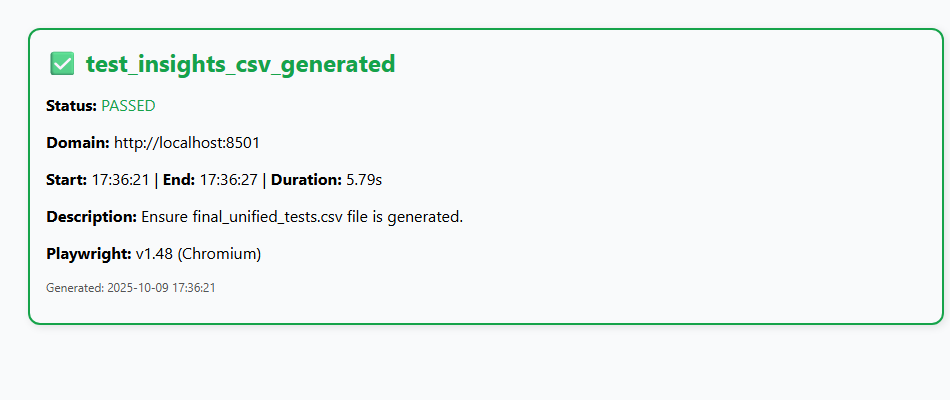 test_insights_csv_generated
Status: PASSED
Domain: http://localhost:8501
Start: 17:36:21 | End: 17:36:27 | Duration: 5.79s
Description: Ensure final_unified_tests.csv file is generated.
Playwright: v1.48 (Chromium)
Generated: 2025-10-09 17:36:21